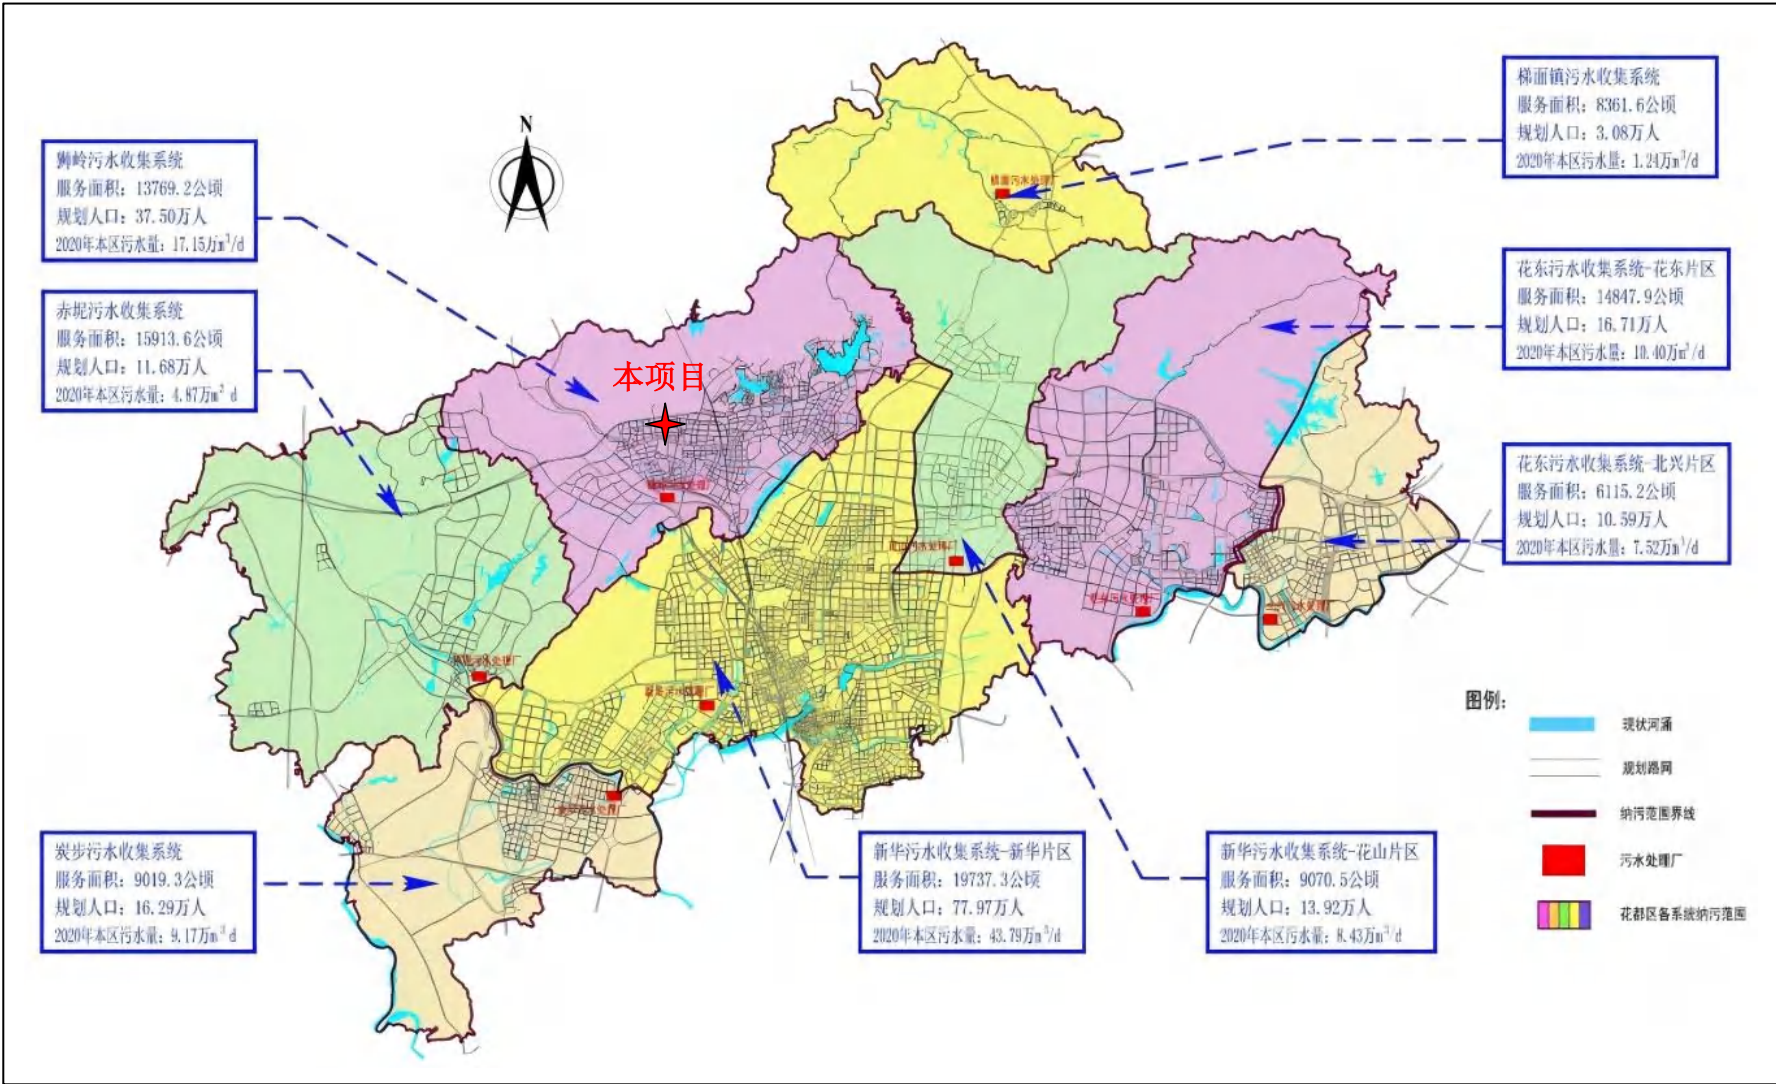 N
梯面镇污水收集系统
服务面积：8361.6公顷
规划人口：3.08万人
2020年本区污水量：1.24万m³/d
狮岭污水收集系统
服务面积：13769.2公顷
规划人口：37.50万人
2020年本区污水量：17.15万m³/d
花东污水收集系统-花东片区
服务面积：14847.9公顷
规划人口：16.71万人
2020年本区污水量：10.40万m³/d
赤坭污水收集系统
服务面积：15913.6公顷
规划人口：11.68万人
2020年本区污水量：4.87万m³ d
本项目
花东污水收集系统-北兴片区
服务面积：6115.2公顷
规划人口：10.59万人
2020年本区污水量：7.52万m³/d
图例：
现状河涌
规划路网
纳污范围界线
污水处理厂
花都区各系统纳污范围
炭步污水收集系统
服务面积：9019.3公顷
规划人口：16.29万人
2020年本区污水量：9.17万m³ d
新华污水收集系统-新华片区
服务面积：19737.3公顷
规划人口：77.97万人
2020年本区污水量：43.79万m³/d
新华污水收集系统-花山片区
服务面积：9070.5公顷
规划人口：13.92万人
2020年本区污水量：8.43万m³/d